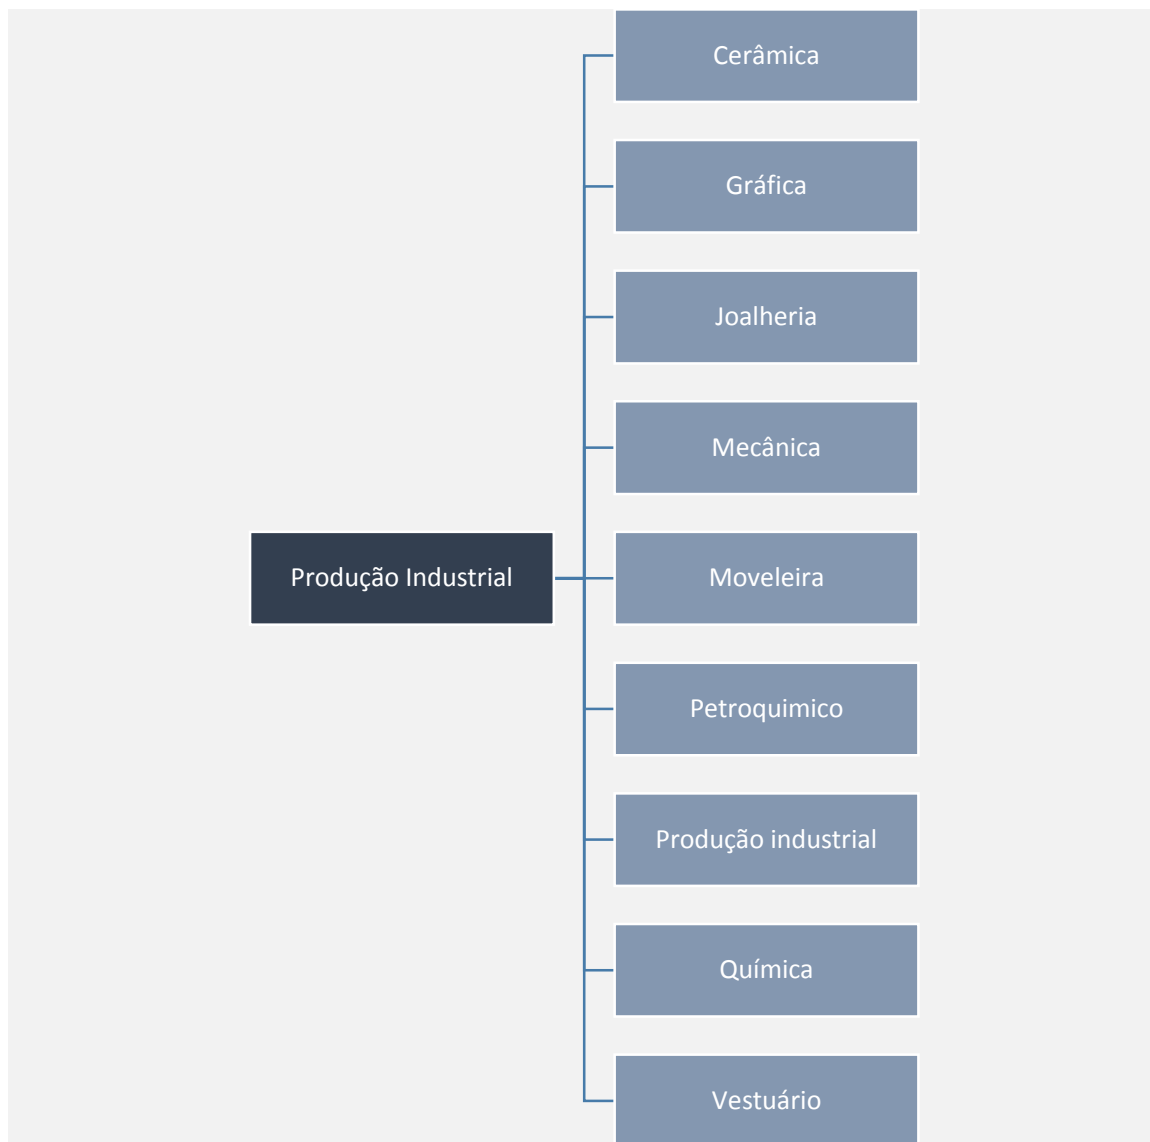 Cerâmica
Gráfica
Joalheria
Mecânica
Produção Industrial
Moveleira
Petroquimico
Produção industrial
Química
Vestuário